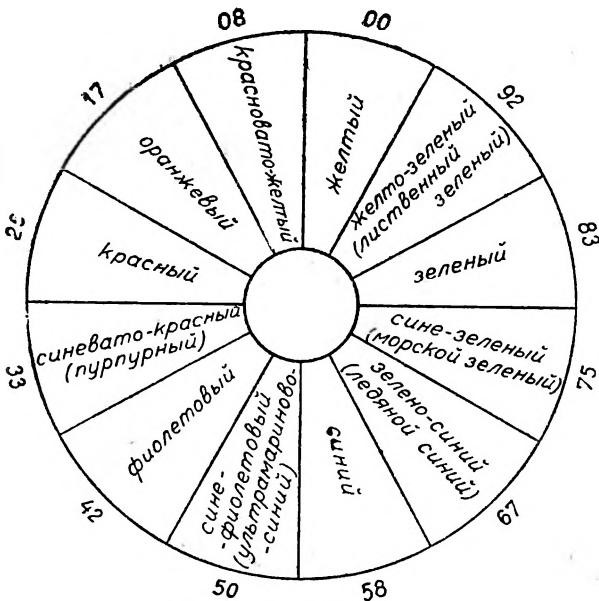 00
желтый
92
желто-зеленый
(лиственный
зеленый)
83
зеленый
75
сине-зеленый
(морской зеленый)
67
зелено-синий
(ледяной синий)
58
синий
50
сине-
-фиолетовый
(ультрамариново-
-синий)
42
фиолетовый
33
синевато-красный
(пурпурный)
красный
17
оранжевый
08
красновато-желтый